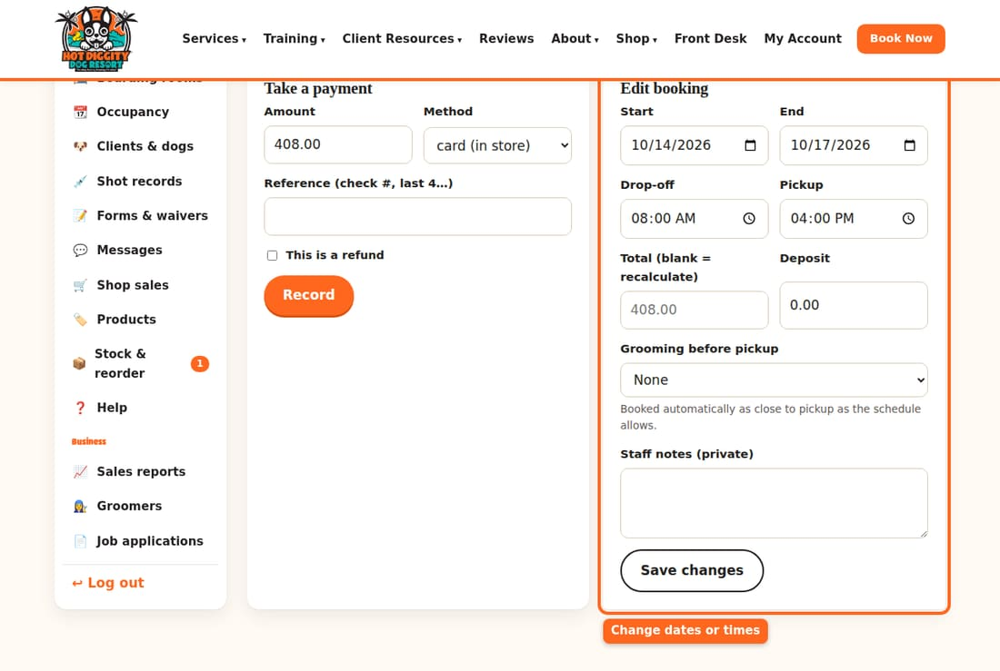 HOT DIGGITY
DOG RESORT
Services
Training
Client Resources
Reviews
About
Shop
Front Desk
My Account
Book Now
Boarding rooms
Occupancy
Clients & dogs
Shot records
Forms & waivers
Messages
Shop sales
Products
Stock &
reorder
1
Help
Business
Sales reports
Groomers
Job applications
Log out
Take a payment
Amount
Method
408.00
card (in store)
Reference (check #, last 4…)
This is a refund
Record
Edit booking
Start
End
10/14/2026
10/17/2026
Drop-off
Pickup
08:00 AM
04:00 PM
Total (blank =
recalculate)
Deposit
408.00
0.00
Grooming before pickup
None
Booked automatically as close to pickup as the schedule
allows.
Staff notes (private)
Save changes
Change dates or times